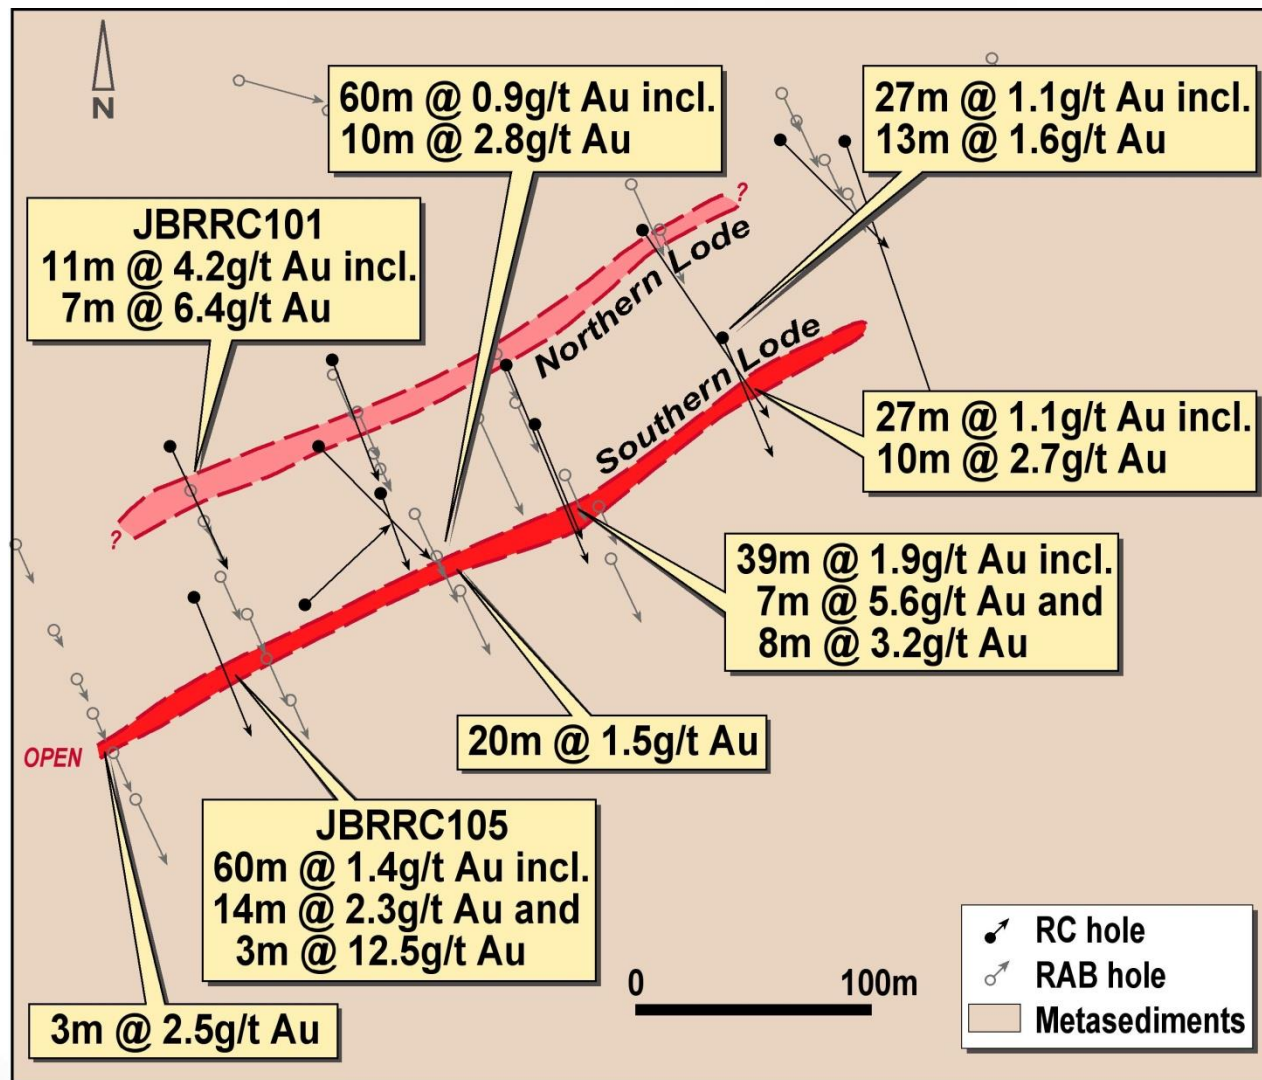 N
60m @ 0.9g/t Au incl.
10m @ 2.8g/t Au
27m @ 1.1g/t Au incl.
13m @ 1.6g/t Au
JBRRC101
11m @ 4.2g/t Au incl.
7m @ 6.4g/t Au
?
Northern Lode
?
Southern Lode
27m @ 1.1g/t Au incl.
10m @ 2.7g/t Au
39m @ 1.9g/t Au incl.
7m @ 5.6g/t Au and
8m @ 3.2g/t Au
OPEN
20m @ 1.5g/t Au
JBRRC105
60m @ 1.4g/t Au incl.
14m @ 2.3g/t Au and
3m @ 12.5g/t Au
3m @ 2.5g/t Au
0 100m
RC hole
RAB hole
Metasediments